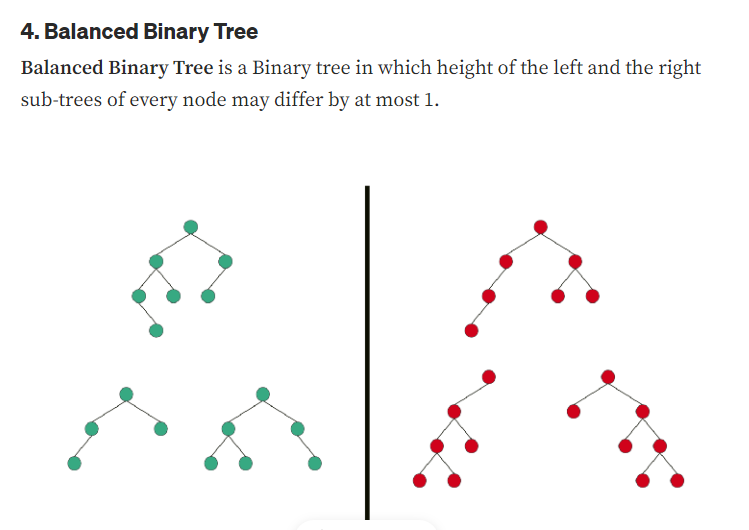 4. Balanced Binary Tree
Balanced Binary Tree is a Binary tree in which height of the left and the right
sub-trees of every node may differ by at most 1.